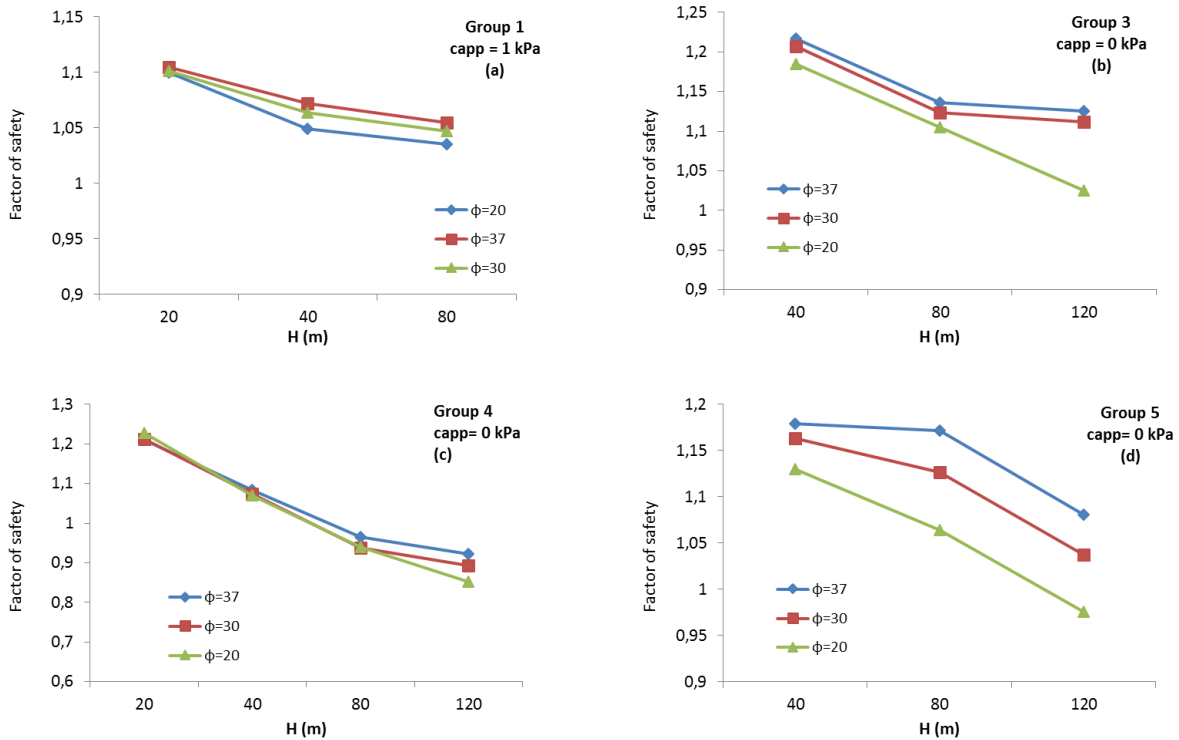 Group 1
capp = 1 kPa
(a)
Factor of safety
1,15
1,1
1,05
1
0,95
0,9
20
40
80
H (m)
ϕ=20
ϕ=37
ϕ=30
Group 3
capp = 0 kPa
(b)
Factor of safety
1,25
1,2
1,15
1,1
1,05
1
0,95
0,9
40
80
120
H (m)
ϕ=37
ϕ=30
ϕ=20
Group 4
capp= 0 kPa
(c)
Factor of safety
1,3
1,2
1,1
1
0,9
0,8
0,7
0,6
20
40
80
120
H (m)
ϕ=37
ϕ=30
ϕ=20
Group 5
capp= 0 kPa
(d)
Factor of safety
1,2
1,15
1,1
1,05
1
0,95
0,9
40
80
120
H (m)
ϕ=37
ϕ=30
ϕ=20